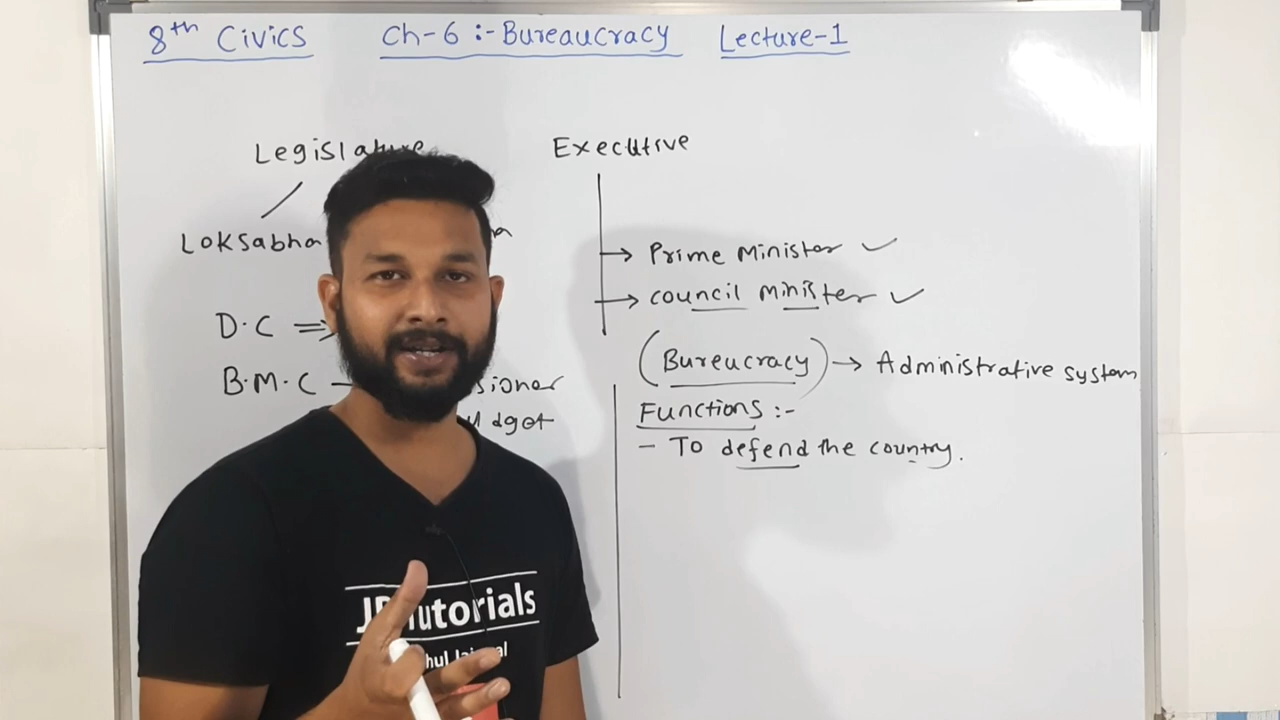 8th Civics Ch-6 :- Bureaucracy Lecture-1
Legislature Executive
Loksabha
→ Prime Minister ✓
→ council minister ✓
D.C ⇒
B.M.C –
(Bureucracy) → Administrative system
Functions :-
- To defend the country.
Tutorials